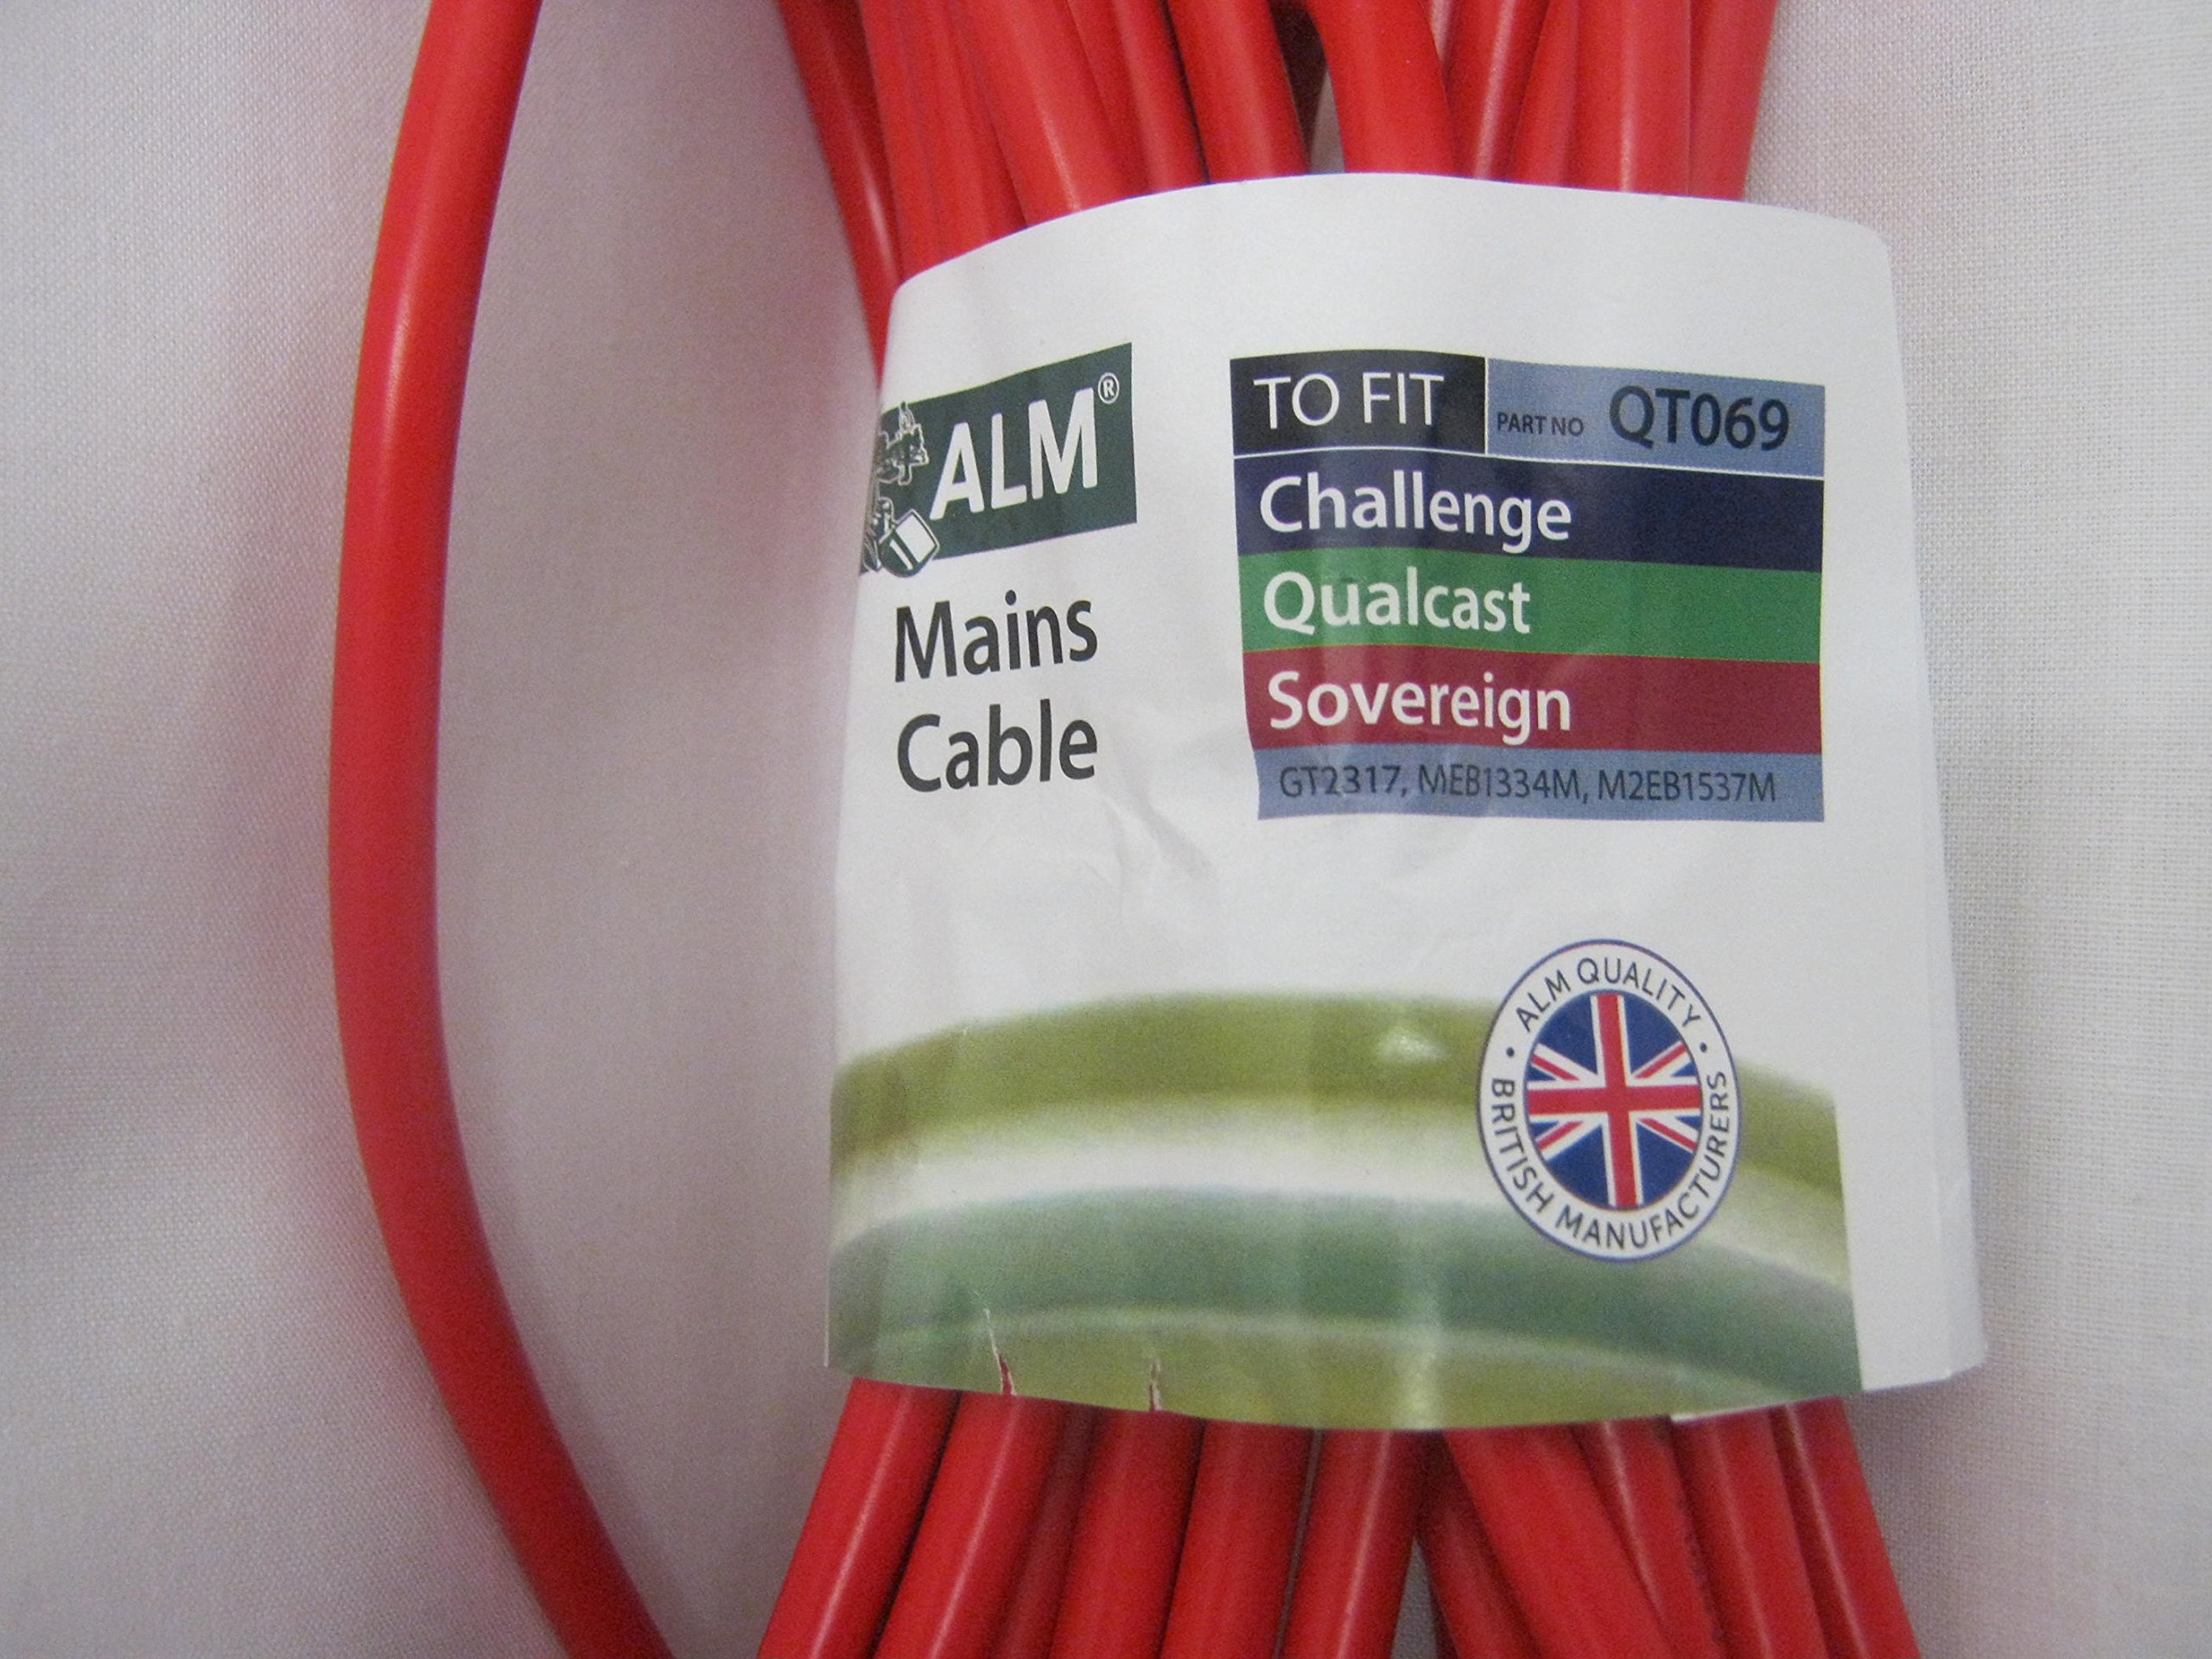 ALM®
Mains
Cable
TO FIT PART NO QT069
Challenge
Qualcast
Sovereign
GT2317, MEB1334M, M2EB1537M
• ALM QUALITY •
BRITISH MANUFACTURERS